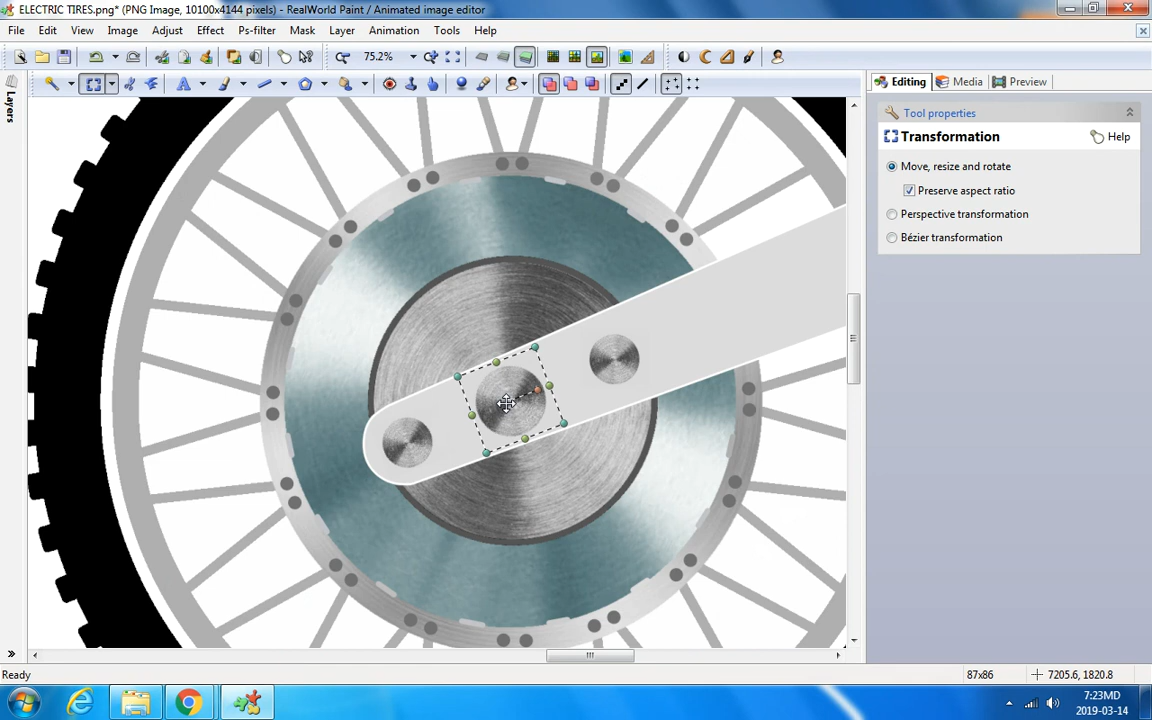 ELECTRIC TIRES.png* (PNG Image, 10100x4144 pixels) - RealWorld Paint / Animated image editor
File Edit View Image Adjust Effect Ps-filter Mask Layer Animation Tools Help
75.2%
Layers
Editing Media Preview
Tool properties
Transformation Help
Move, resize and rotate
Preserve aspect ratio
Perspective transformation
Bézier transformation
Ready 87x86 7205.6, 1820.8
7:23MD
2019-03-14